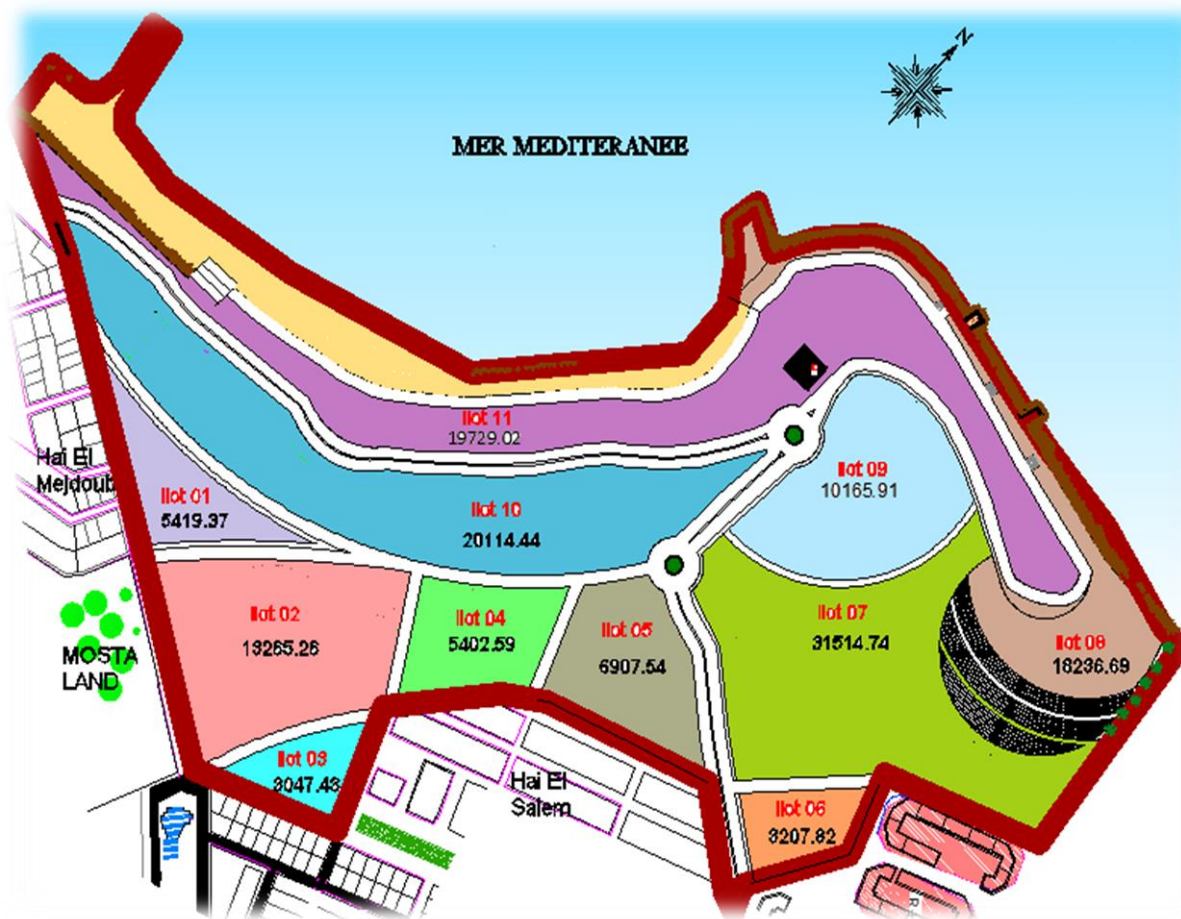 N
MER MEDITERANEE
Ilot 11
19729.02
Hai El
Mejdoub
Ilot 01
5419.37
Ilot 10
20114.44
Ilot 09
10165.91
Ilot 02
13265.26
Ilot 04
5402.59
Ilot 05
6907.54
Ilot 07
31514.74
Ilot 08
18236.69
MOSTA
LAND
Ilot 03
3047.43
Hai El
Salem
Ilot 06
3207.82